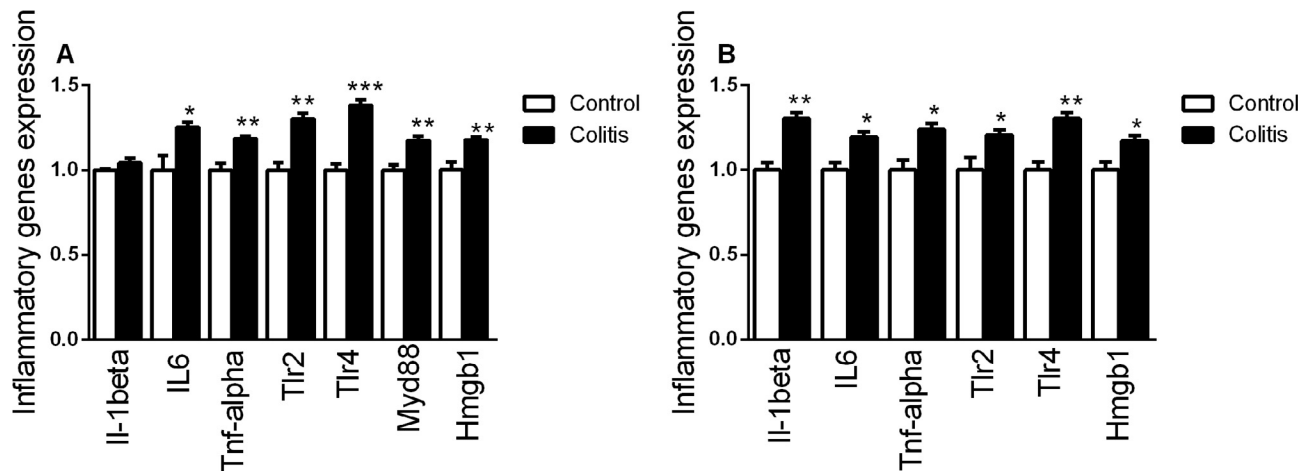 A
Inflammatory genes expression
1.5
1.0
0.5
0.0
*
**
**
***
**
**
Il-1beta
IL6
Tnf-alpha
Tlr2
Tlr4
Myd88
Hmgb1
Control
Colitis
B
Inflammatory genes expression
1.5
1.0
0.5
0.0
**
*
*
*
**
*
Il-1beta
IL6
Tnf-alpha
Tlr2
Tlr4
Hmgb1
Control
Colitis